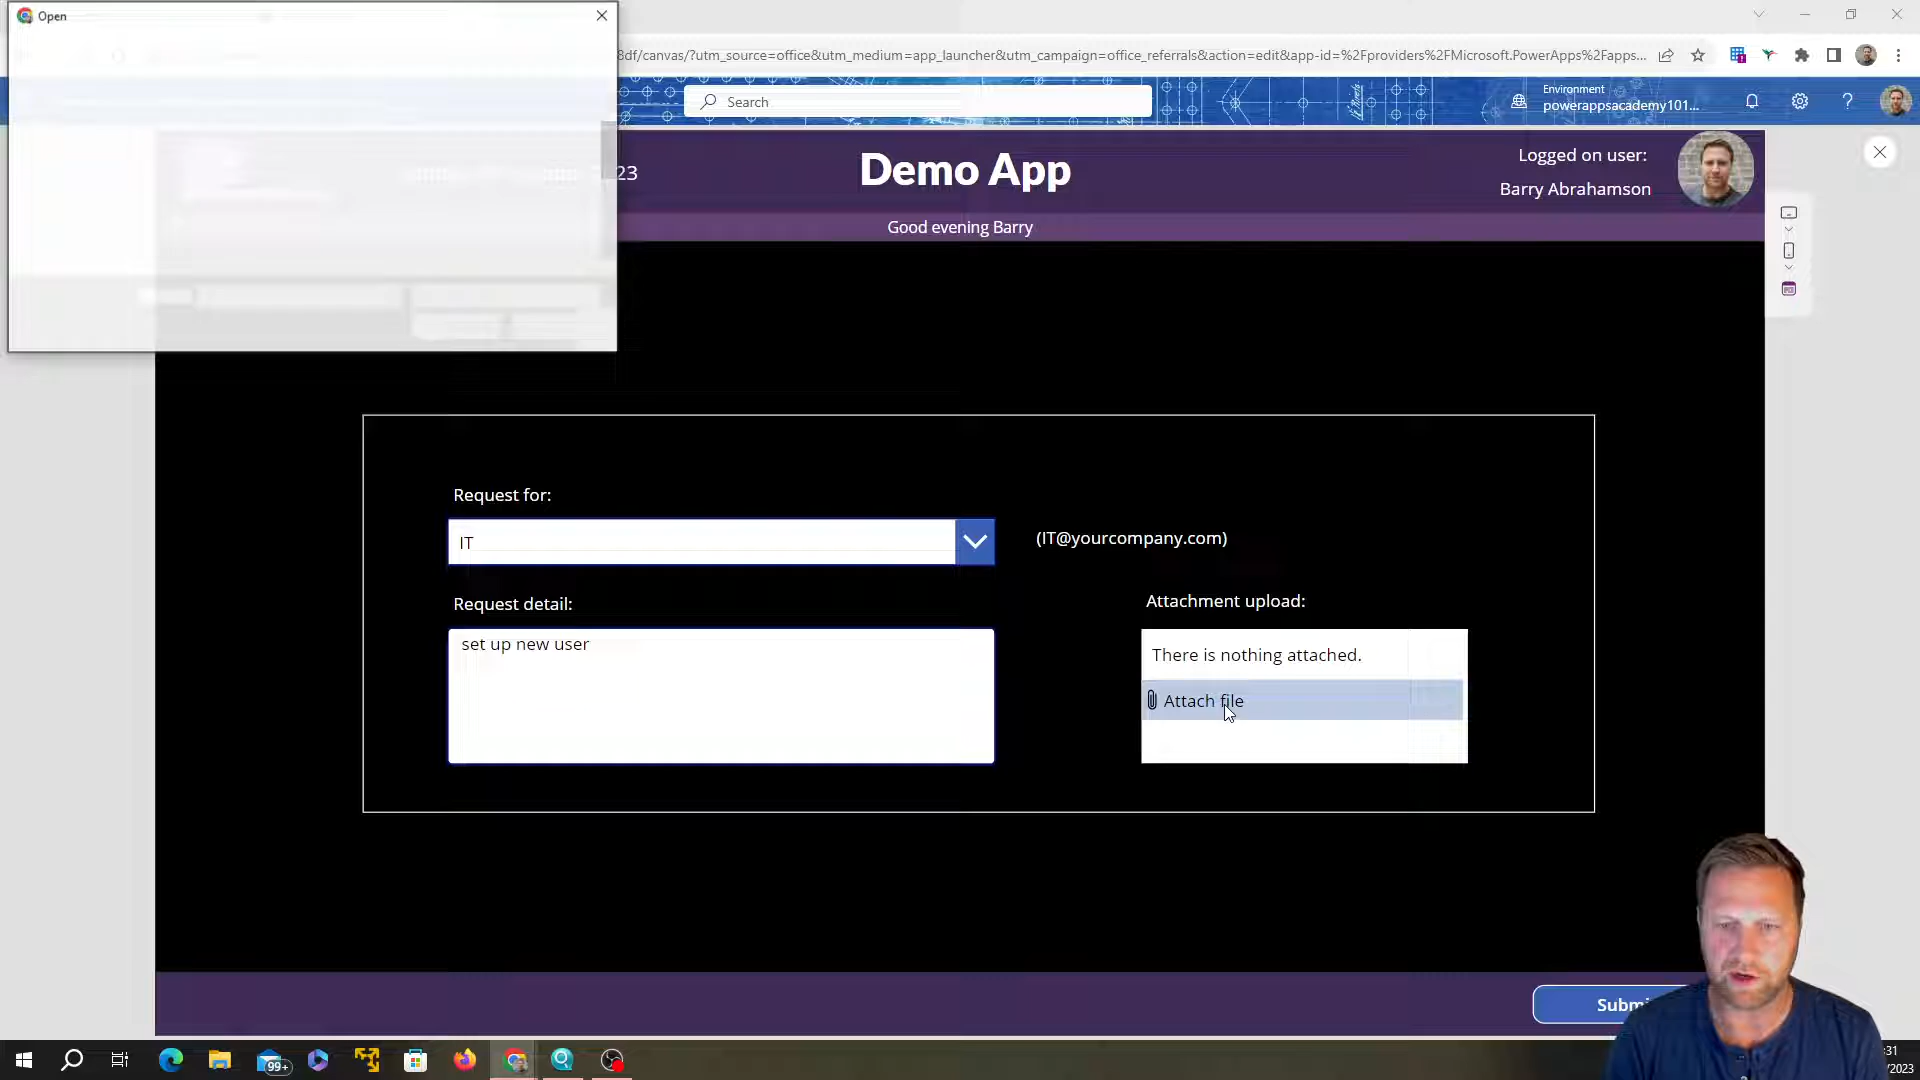 Open
8df/canvas/?utm_source=office&utm_medium=app_launcher&utm_campaign=office_referrals&action=edit&app-id=%2Fproviders%2FMicrosoft.PowerApps%2Fapps...
Search
Environment
powerappsacademy101...
23
Demo App
Logged on user:
Barry Abrahamson
Good evening Barry
Request for:
IT
(IT@yourcompany.com)
Request detail:
Attachment upload:
set up new user
There is nothing attached.
Attach file
99+
:31
/2023